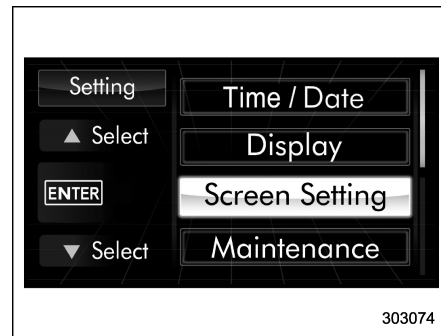 Setting
▲ Select
ENTER
▼ Select
Time / Date
Display
Screen Setting
Maintenance
303074